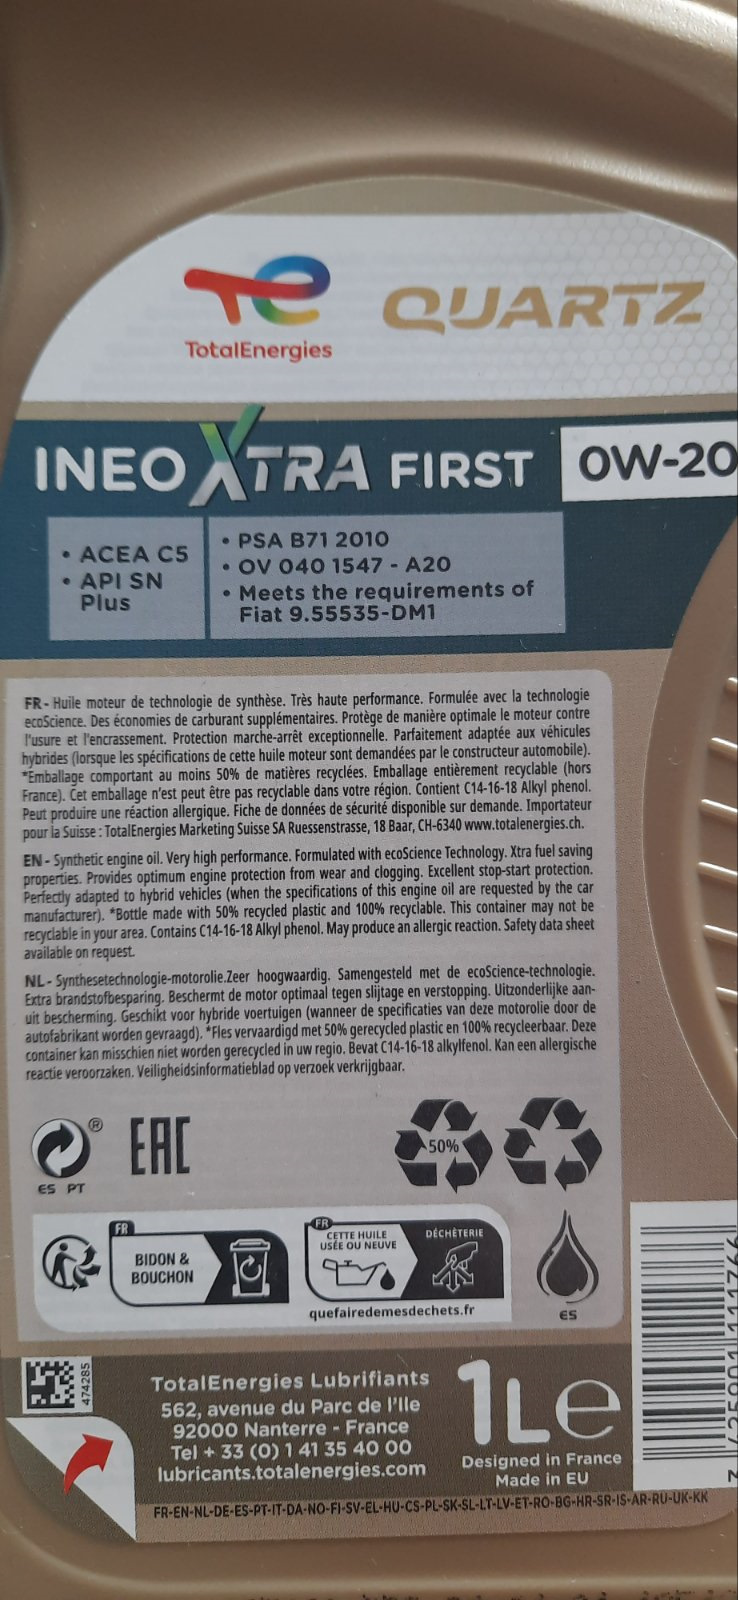 TotalEnergies
QUARTZ
INEO XTRA FIRST
0W-20
• ACEA C5
• API SN
Plus
• PSA B71 2010
• OV 040 1547 - A20
• Meets the requirements of
Fiat 9.55535-DM1
FR - Huile moteur de technologie de synthèse. Très haute performance. Formulée avec la technologie
ecoScience. Des économies de carburant supplémentaires. Protège de manière optimale le moteur contre
l'usure et l'encrassement. Protection marche-arrêt exceptionnelle. Parfaitement adaptée aux véhicules
hybrides (lorsque les spécifications de cette huile moteur sont demandées par le constructeur automobile).
*Emballage comportant au moins 50% de matières recyclées. Emballage entièrement recyclable (hors
France). Cet emballage n'est peut être pas recyclable dans votre région. Contient C14-16-18 Alkyl phenol.
Peut produire une réaction allergique. Fiche de données de sécurité disponible sur demande. Importateur
pour la Suisse : TotalEnergies Marketing Suisse SA Ruessenstrasse, 18 Baar, CH-6340 www.totalenergies.ch.
EN - Synthetic engine oil. Very high performance. Formulated with ecoScience Technology. Xtra fuel saving
properties. Provides optimum engine protection from wear and clogging. Excellent stop-start protection.
Perfectly adapted to hybrid vehicles (when the specifications of this engine oil are requested by the car
manufacturer). *Bottle made with 50% recycled plastic and 100% recyclable. This container may not be
recyclable in your area. Contains C14-16-18 Alkyl phenol. May produce an allergic reaction. Safety data sheet
available on request.
NL - Synthesetechnologie-motorolie.Zeer hoogwaardig. Samengesteld met de ecoScience-technologie.
Extra brandstofbesparing. Beschermt de motor optimaal tegen slijtage en verstopping. Uitzonderlijke aan-
uit bescherming. Geschikt voor hybride voertuigen (wanneer de specificaties van deze motorolie door de
autofabrikant worden gevraagd). *Fles vervaardigd met 50% gerecycled plastic en 100% recycleerbaar. Deze
container kan misschien niet worden gerecycled in uw regio. Bevat C14-16-18 alkylfenol. Kan een allergische
reactie veroorzaken. Veiligheidsinformatieblad op verzoek verkrijgbaar.
®
ES PT
EAC
50%
FR
BIDON &
BOUCHON
FR
CETTE HUILE
USÉE OU NEUVE
DÉCHÈTERIE
quefairedemesdechets.fr
ES
474285
TotalEnergies Lubrifiants
562, avenue du Parc de l'Ile
92000 Nanterre - France
Tel + 33 (0) 1 41 35 40 00
lubricants.totalenergies.com
1L e
Designed in France
Made in EU
FR-EN-NL-DE-ES-PT-IT-DA-NO-FI-SV-EL-HU-CS-PL-SK-SL-LT-LV-ET-RO-BG-HR-SR-IS-AR-RU-UK-KK